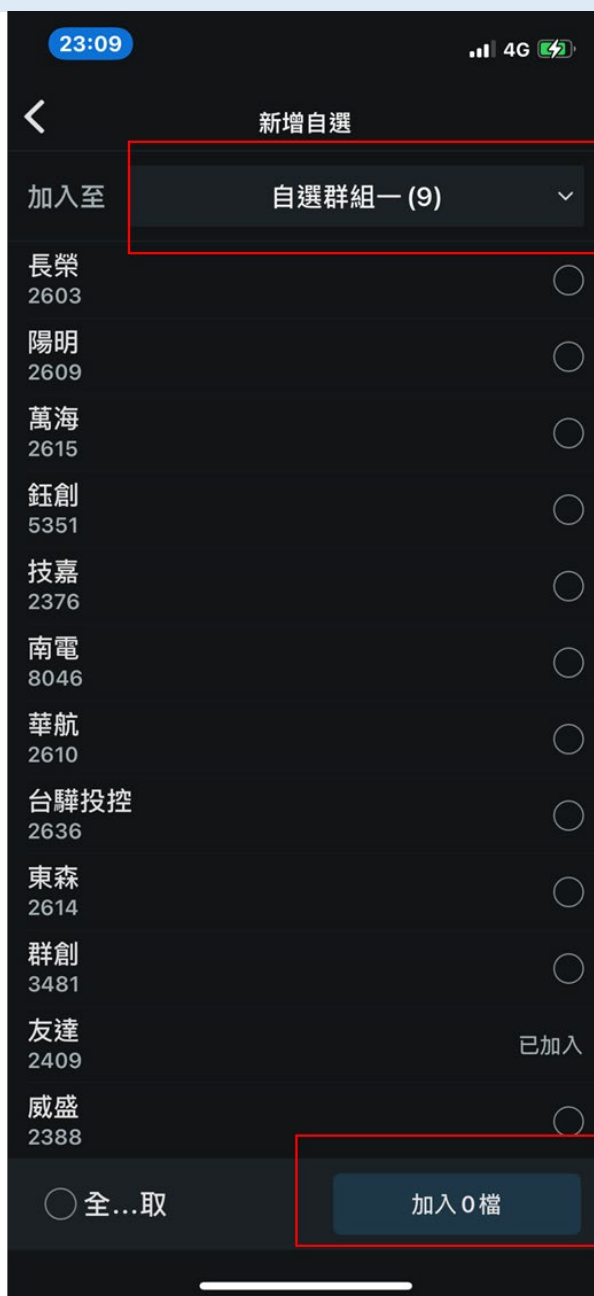 23:09
4G
新增自選
加入至
自選群組一 (9)
長榮
2603
陽明
2609
萬海
2615
鈺創
5351
技嘉
2376
南電
8046
華航
2610
台驊投控
2636
東森
2614
群創
3481
友達
2409
已加入
威盛
2388
全...取
加入0檔